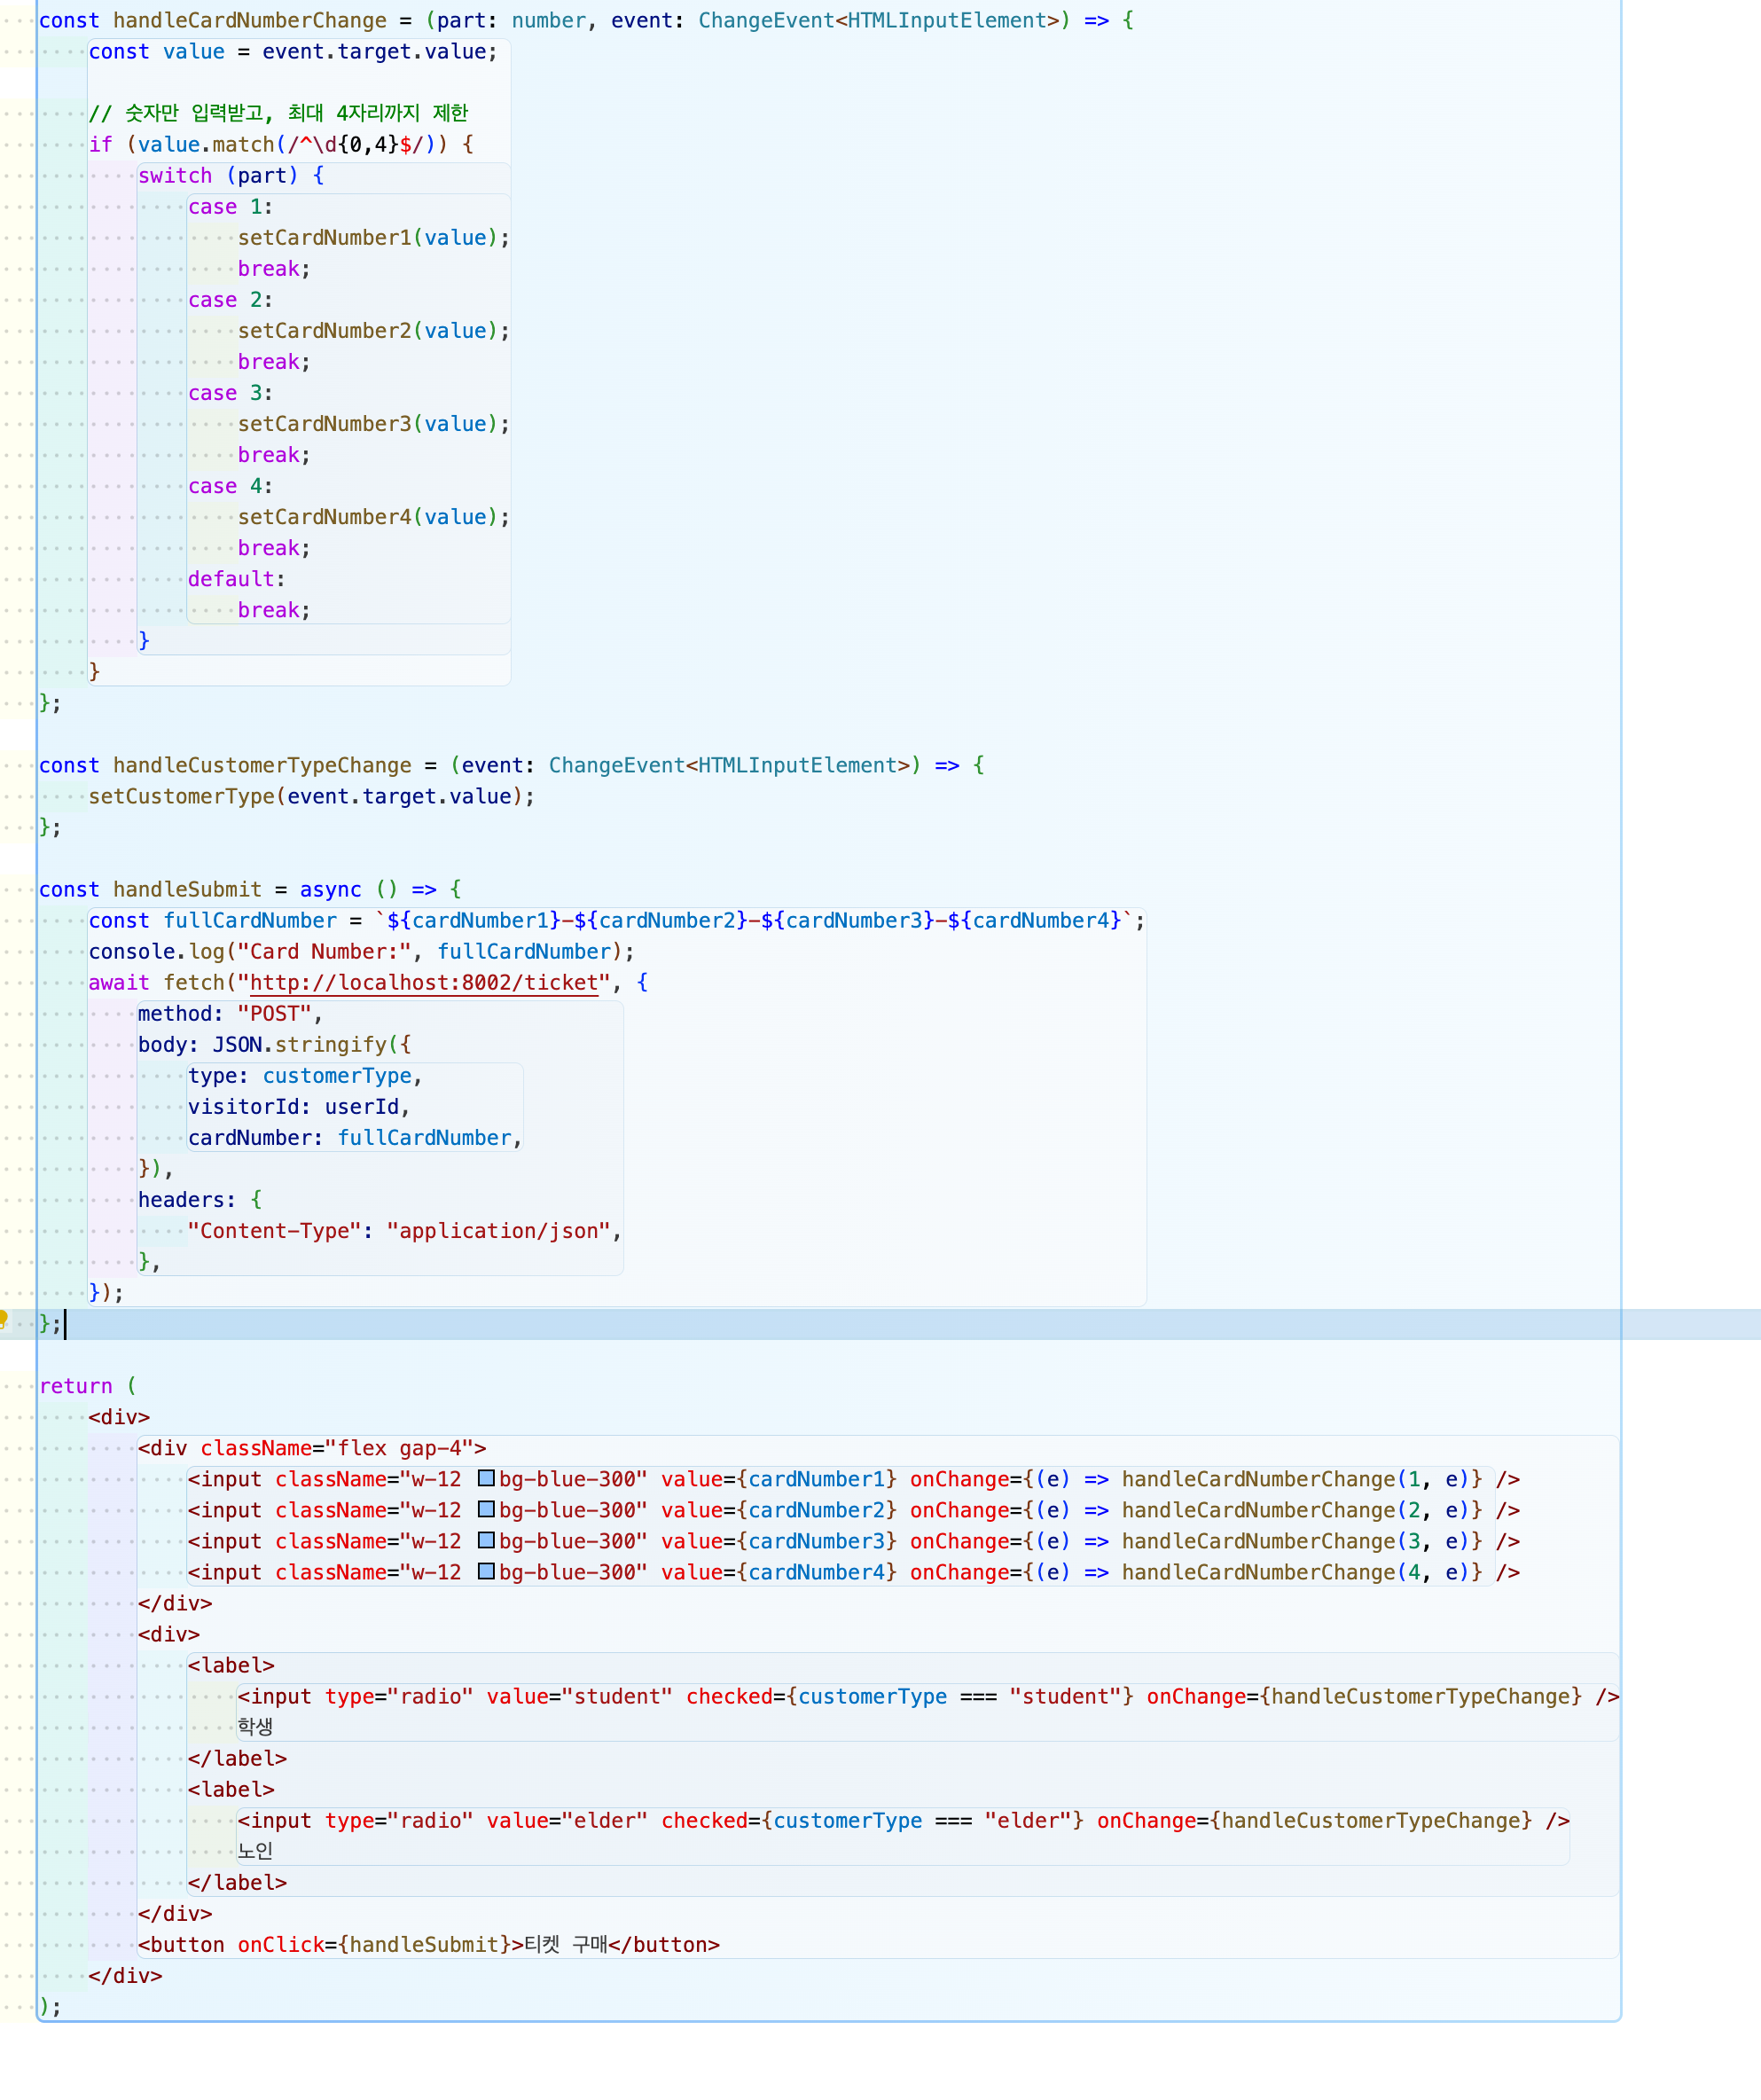 const handleCardNumberChange = (part: number, event: ChangeEvent<HTMLInputElement>) => {
    const value = event.target.value;

    // 숫자만 입력받고, 최대 4자리까지 제한
    if (value.match(/^\d{0,4}$/)) {
        switch (part) {
            case 1:
                setCardNumber1(value);
                break;
            case 2:
                setCardNumber2(value);
                break;
            case 3:
                setCardNumber3(value);
                break;
            case 4:
                setCardNumber4(value);
                break;
            default:
                break;
        }
    }
};

const handleCustomerTypeChange = (event: ChangeEvent<HTMLInputElement>) => {
    setCustomerType(event.target.value);
};

const handleSubmit = async () => {
    const fullCardNumber = `${cardNumber1}-${cardNumber2}-${cardNumber3}-${cardNumber4}`;
    console.log("Card Number:", fullCardNumber);
    await fetch("http://localhost:8002/ticket", {
        method: "POST",
        body: JSON.stringify({
            type: customerType,
            visitorId: userId,
            cardNumber: fullCardNumber,
        }),
        headers: {
            "Content-Type": "application/json",
        },
    });
};

return (
    <div>
        <div className="flex gap-4">
            <input className="w-12 bg-blue-300" value={cardNumber1} onChange={(e) => handleCardNumberChange(1, e)} />
            <input className="w-12 bg-blue-300" value={cardNumber2} onChange={(e) => handleCardNumberChange(2, e)} />
            <input className="w-12 bg-blue-300" value={cardNumber3} onChange={(e) => handleCardNumberChange(3, e)} />
            <input className="w-12 bg-blue-300" value={cardNumber4} onChange={(e) => handleCardNumberChange(4, e)} />
        </div>
        <div>
            <label>
                <input type="radio" value="student" checked={customerType === "student"} onChange={handleCustomerTypeChange} />
                학생
            </label>
            <label>
                <input type="radio" value="elder" checked={customerType === "elder"} onChange={handleCustomerTypeChange} />
                노인
            </label>
        </div>
        <button onClick={handleSubmit}>티켓 구매</button>
    </div>
);